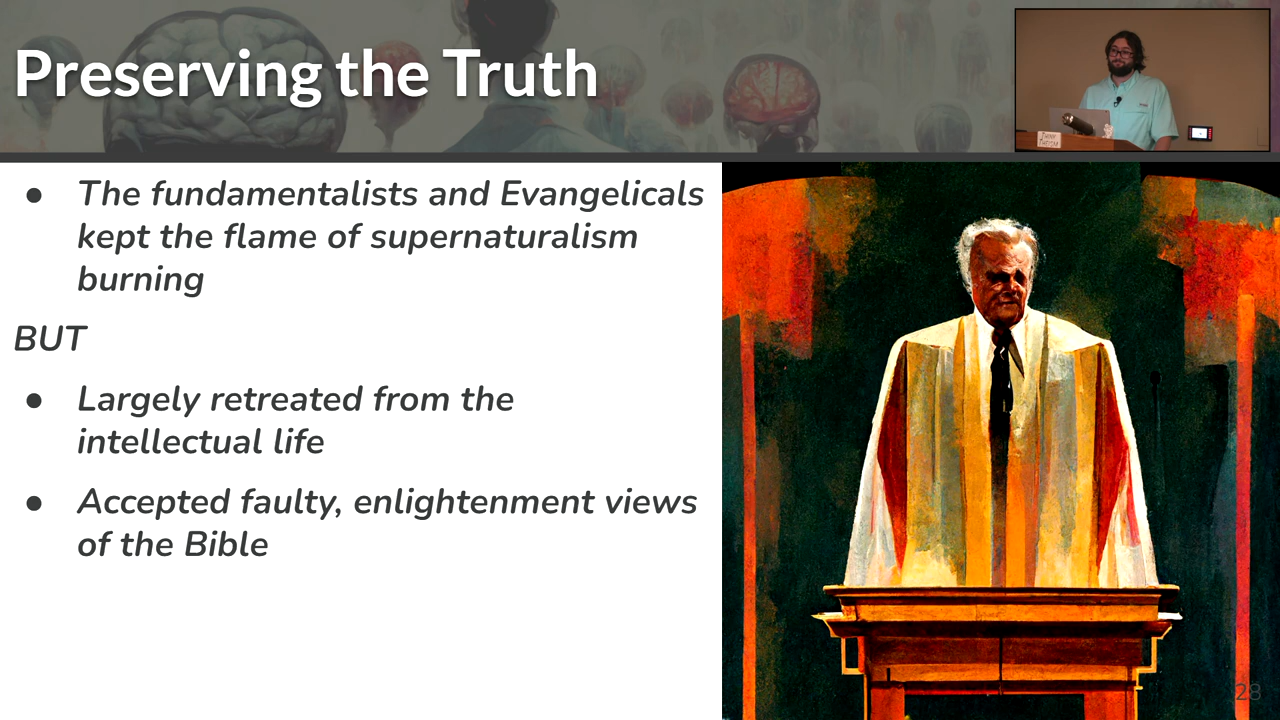 Preserving the Truth
● The fundamentalists and Evangelicals
kept the flame of supernaturalism
burning
BUT
● Largely retreated from the
intellectual life
● Accepted faulty, enlightenment views
of the Bible
28